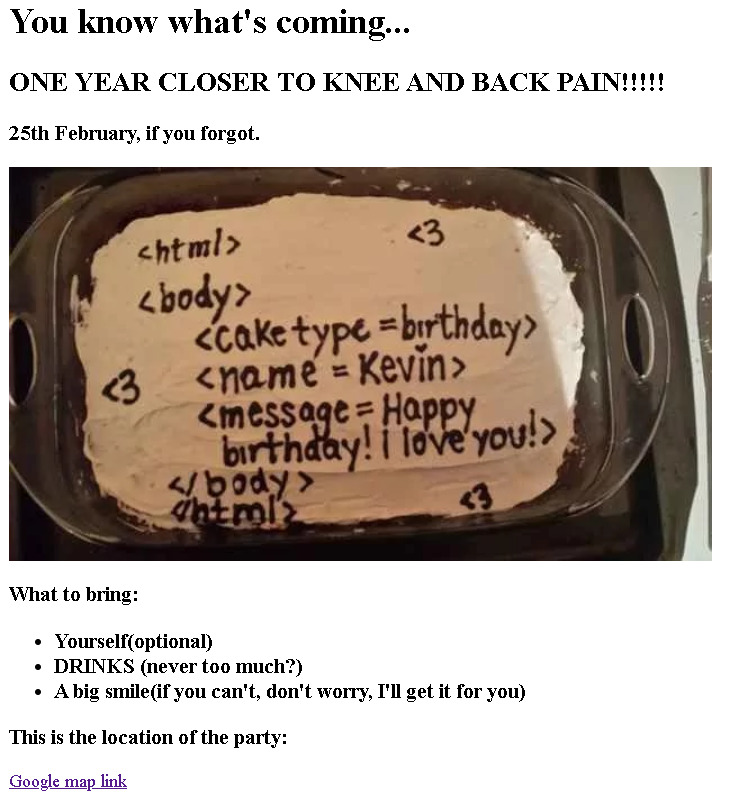 You know what's coming...
ONE YEAR CLOSER TO KNEE AND BACK PAIN!!!!!
25th February, if you forgot.
<html> <3
<body>
<cake type = birthday>
<3 <name = Kevin>
<message = Happy
birthday! i love you!>
</body>
</html> <3
What to bring:
• Yourself(optional)
• DRINKS (never too much?)
• A big smile(if you can't, don't worry, I'll get it for you)
This is the location of the party:
Google map link